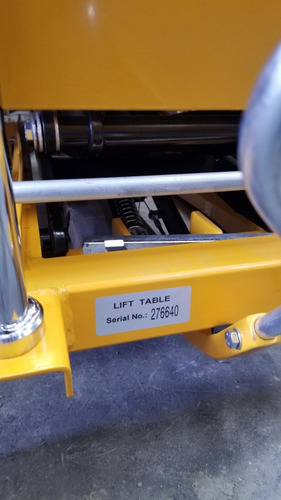 LIFT TABLE
Serial No.: 276640